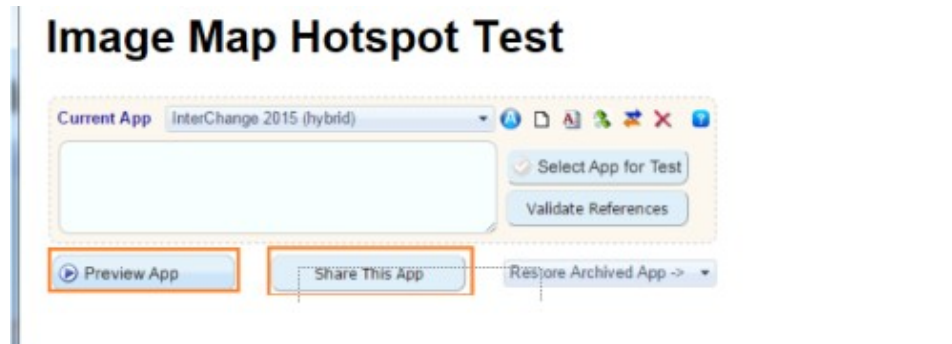 Image Map Hotspot Test
Current App InterChange 2015 (hybrid)
Select App for Test
Validate References
Preview App Share This App Restore Archived App ->